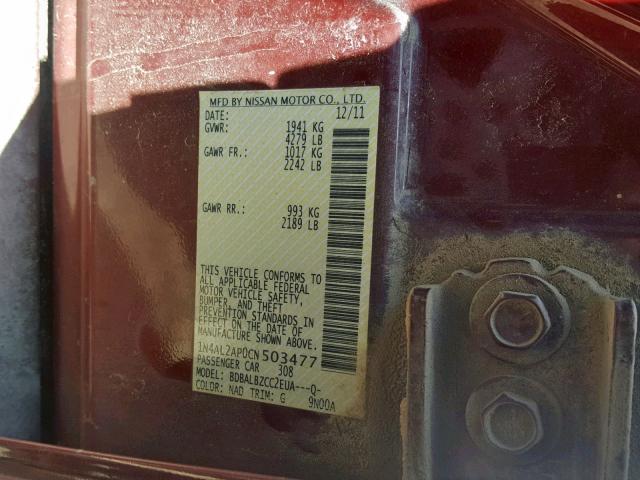 MFD BY NISSAN MOTOR CO., LTD.
DATE: 12/11
GVWR: 1941 KG
4279 LB
GAWR FR.: 1017 KG
2242 LB
GAWR RR.: 993 KG
2189 LB
THIS VEHICLE CONFORMS TO
ALL APPLICABLE FEDERAL
MOTOR VEHICLE SAFETY,
BUMPER, AND THEFT
PREVENTION STANDARDS IN
EFFECT ON THE DATE OF
MANUFACTURE SHOWN ABOVE.
1N4AL2AP0CN503477
PASSENGER CAR 308
MODEL: BDBALBZCC2EUA---Q-
COLOR: NAD TRIM: G 9N00A